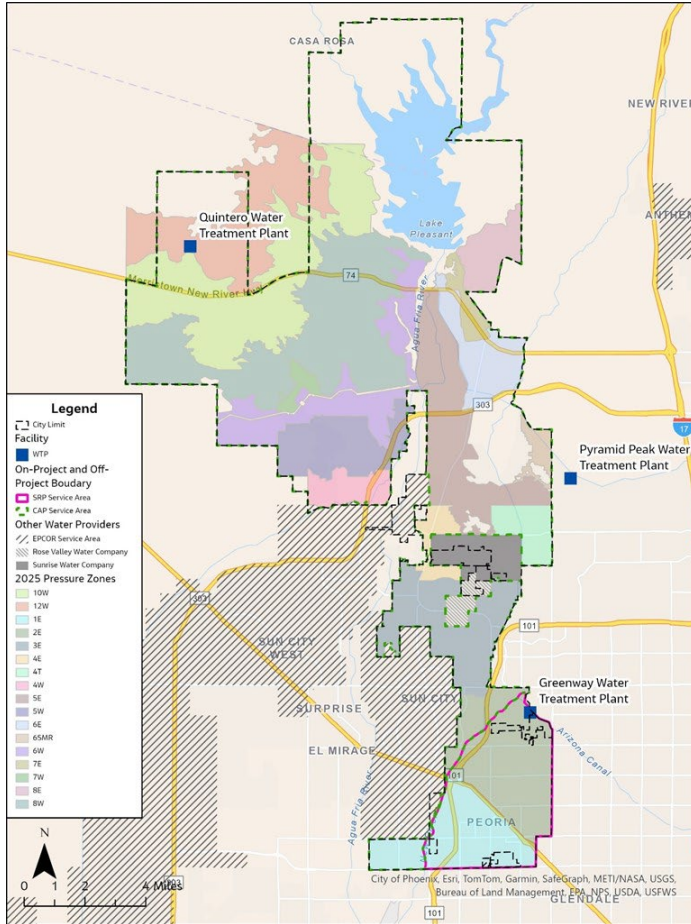 CASA ROSA
NEW RIVER
ANTHEM
Quintero Water
Treatment Plant
Lake
Pleasant
Morristown New River Hwy
74
Agua Fria River
303
17
Pyramid Peak Water
Treatment Plant
Legend
City Limit
Facility
WTP
On-Project and Off-
Project Boudary
SRP Service Area
CAP Service Area
Other Water Providers
EPCOR Service Area
Rose Valley Water Company
Sunrise Water Company
2025 Pressure Zones
10W
12W
1E
2E
3E
4E
4T
4W
5E
5W
6E
6SMR
6W
7E
7W
8E
8W
303
SUN CITY
WEST
101
SUN CITY
Greenway Water
Treatment Plant
SURPRISE
EL MIRAGE
Arizona Canal
101
Agua Fria River
PEORIA
N
0 1 2 4 Miles
303
City of Phoenix, Esri, TomTom, Garmin, SafeGraph, METI/NASA, USGS,
Bureau of Land Management, EPA, NPS, USDA, USFWS
GLENDALE
101